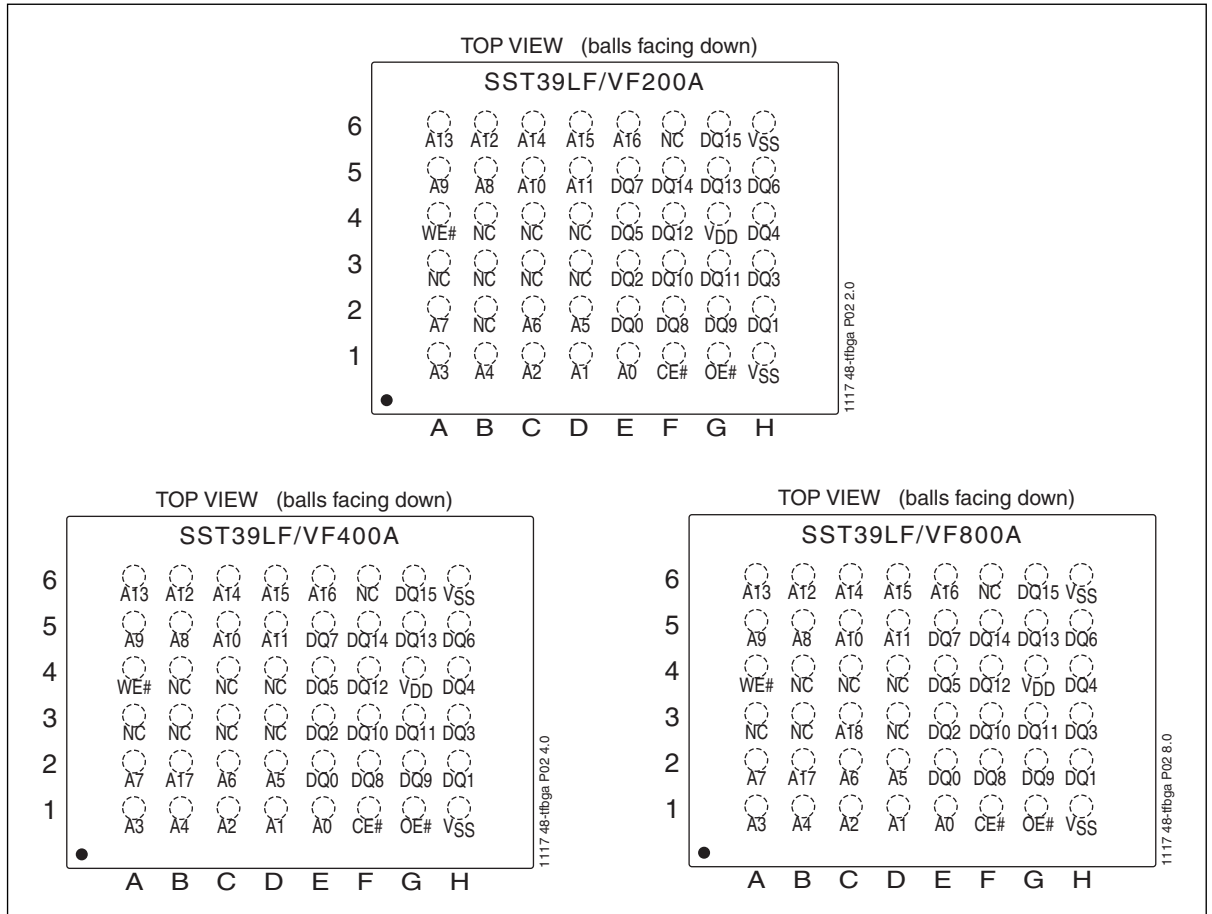 TOP VIEW (balls facing down)
SST39LF/VF200A
6 A13 A12 A14 A15 A16 NC DQ15 VSS
5 A9 A8 A10 A11 DQ7 DQ14 DQ13 DQ6
4 WE# NC NC NC DQ5 DQ12 VDD DQ4
3 NC NC NC NC DQ2 DQ10 DQ11 DQ3
2 A7 NC A6 A5 DQ0 DQ8 DQ9 DQ1
1 A3 A4 A2 A1 A0 CE# OE# VSS
A B C D E F G H
1117 48-tfbga P02 2.0
TOP VIEW (balls facing down)
SST39LF/VF400A
6 A13 A12 A14 A15 A16 NC DQ15 VSS
5 A9 A8 A10 A11 DQ7 DQ14 DQ13 DQ6
4 WE# NC NC NC DQ5 DQ12 VDD DQ4
3 NC NC NC NC DQ2 DQ10 DQ11 DQ3
2 A7 A17 A6 A5 DQ0 DQ8 DQ9 DQ1
1 A3 A4 A2 A1 A0 CE# OE# VSS
A B C D E F G H
1117 48-tfbga P02 4.0
TOP VIEW (balls facing down)
SST39LF/VF800A
6 A13 A12 A14 A15 A16 NC DQ15 VSS
5 A9 A8 A10 A11 DQ7 DQ14 DQ13 DQ6
4 WE# NC NC NC DQ5 DQ12 VDD DQ4
3 NC NC A18 NC DQ2 DQ10 DQ11 DQ3
2 A7 A17 A6 A5 DQ0 DQ8 DQ9 DQ1
1 A3 A4 A2 A1 A0 CE# OE# VSS
A B C D E F G H
1117 48-tfbga P02 8.0